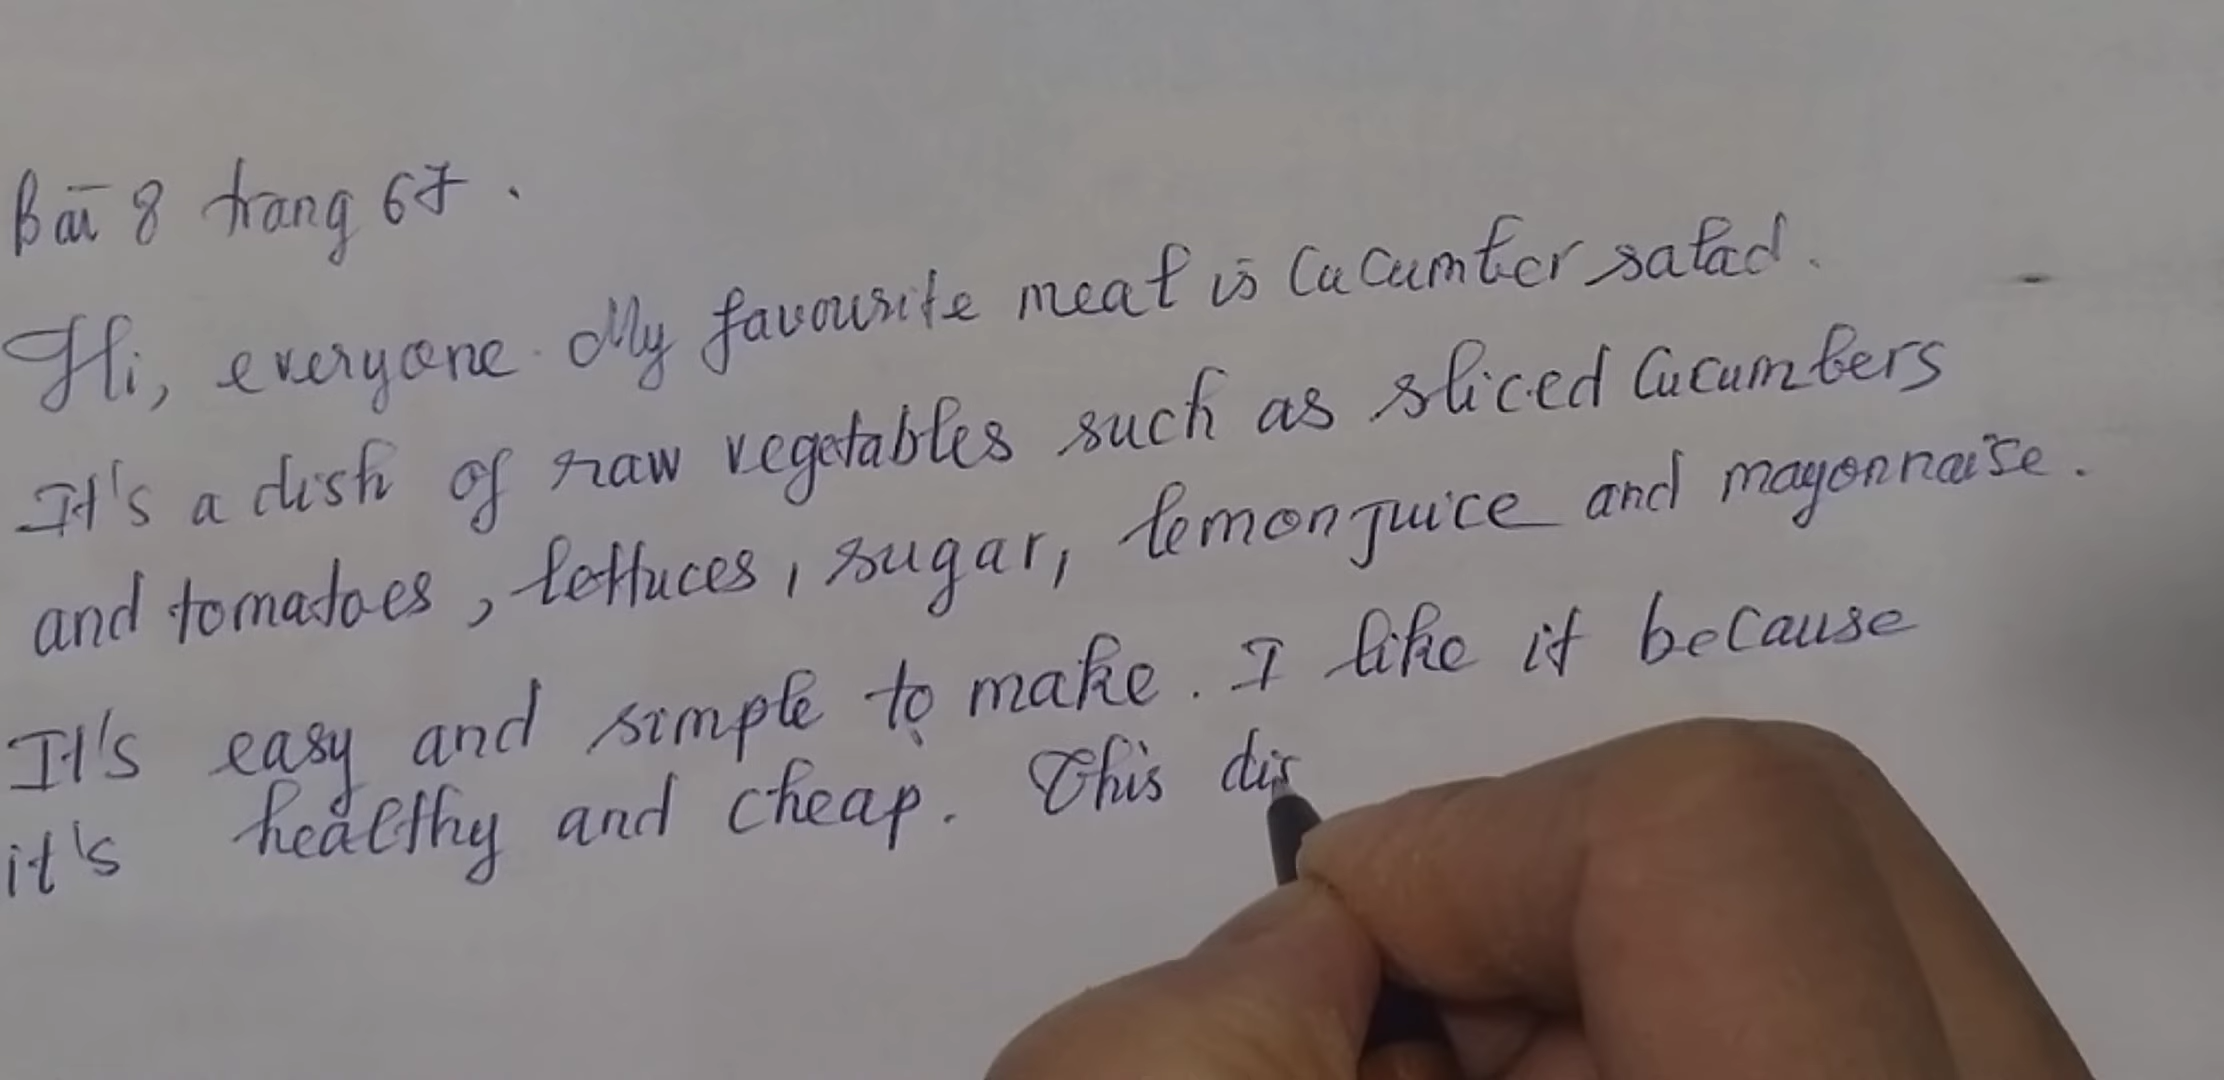 Bài 8 trang 67.
Hi, everyone. My favourite meal is Cucumber salad.
It's a dish of raw vegetables such as sliced Cucumbers
and tomatoes, lettuces, sugar, lemon juice and mayonnaise.
It's easy and simple to make. I like it because
it's healthy and cheap. This dis